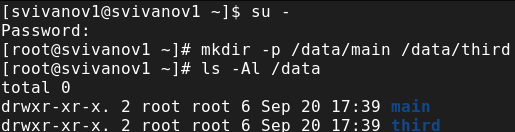 [svivanov1@svivanov1 ~]$ su -
Password:
[root@svivanov1 ~]# mkdir -p /data/main /data/third
[root@svivanov1 ~]# ls -Al /data
total 0
drwxr-xr-x. 2 root root 6 Sep 20 17:39 main
drwxr-xr-x. 2 root root 6 Sep 20 17:39 third